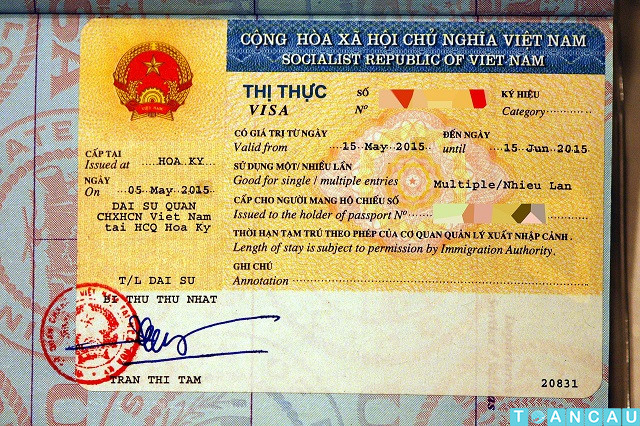 CỘNG HÒA XÃ HỘI CHỦ NGHĨA VIỆT NAM
SOCIALIST REPUBLIC OF VIET-NAM
THỊ THỰC
VISA
SỐ
Nº
KÝ HIỆU
Category
CÓ GIÁ TRỊ TỪ NGÀY
Valid from 15 May 2015
ĐẾN NGÀY
until 15 Jun 2015
SỬ DỤNG MỘT/ NHIỀU LẦN
Good for single / multiple entries Multiple/Nhieu Lan
CẤP CHO NGƯỜI MANG HỘ CHIẾU SỐ
Issued to the holder of passport Nº
THỜI HẠN TẠM TRÚ THEO PHÉP CỦA CƠ QUAN QUẢN LÝ XUẤT NHẬP CẢNH .
Length of stay is subject to permission by Immigration Authority.
GHI CHÚ
Annotation
CẤP TẠI
Issued at HOA KY
NGÀY
On 05 May 2015
DAI SU QUAN
CHXHCN Viet Nam
tai HCQ Hoa Ky
T/L DAI SU
BI THU THU NHAT
TRAN THI TAM
20831
VIỆT NAM
TOANCAU